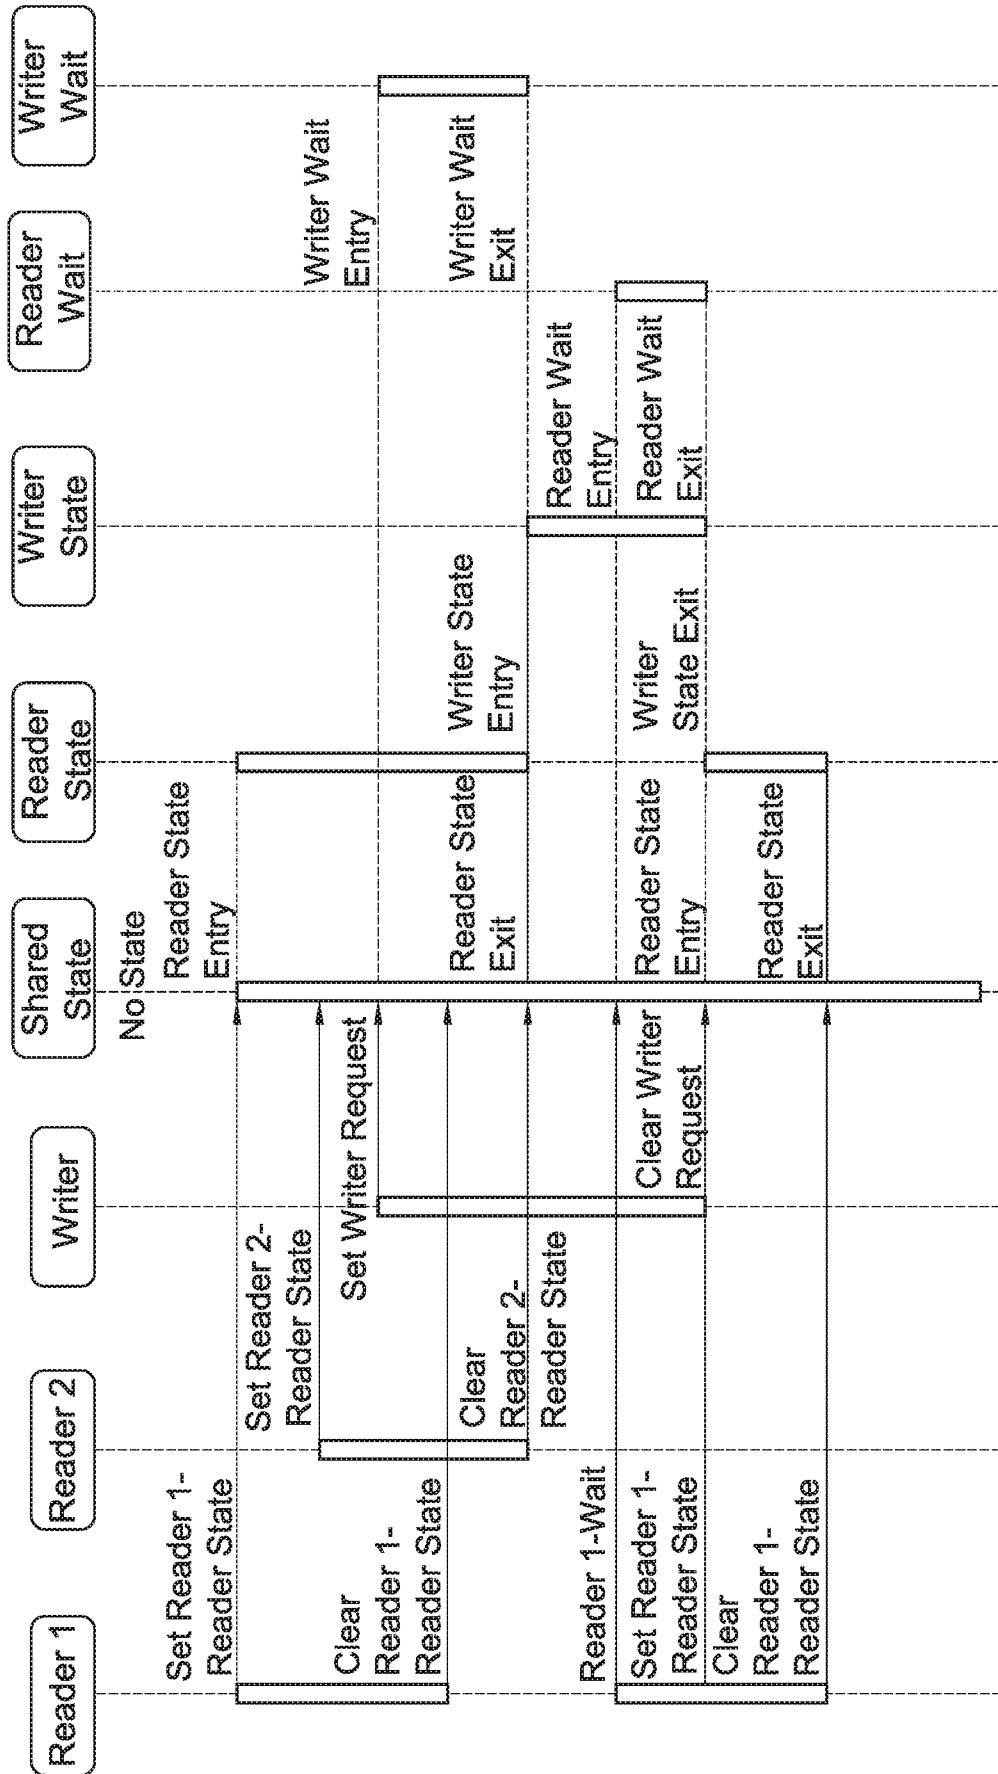 Reader 1
Reader 2
Writer
Shared
State
Reader
State
Writer
State
Reader
Wait
Writer
Wait
No State
Set Reader 1-
Reader State
Reader State
Entry
Set Reader 2-
Reader State
Set Writer Request
Writer Wait
Entry
Clear
Reader 1-
Reader State
Clear
Reader 2-
Reader State
Reader State
Exit
Writer State
Entry
Writer Wait
Exit
Reader 1-Wait
Reader Wait
Entry
Set Reader 1-
Reader State
Clear Writer
Request
Reader State
Entry
Writer
State Exit
Reader Wait
Exit
Clear
Reader 1-
Reader State
Reader State
Exit